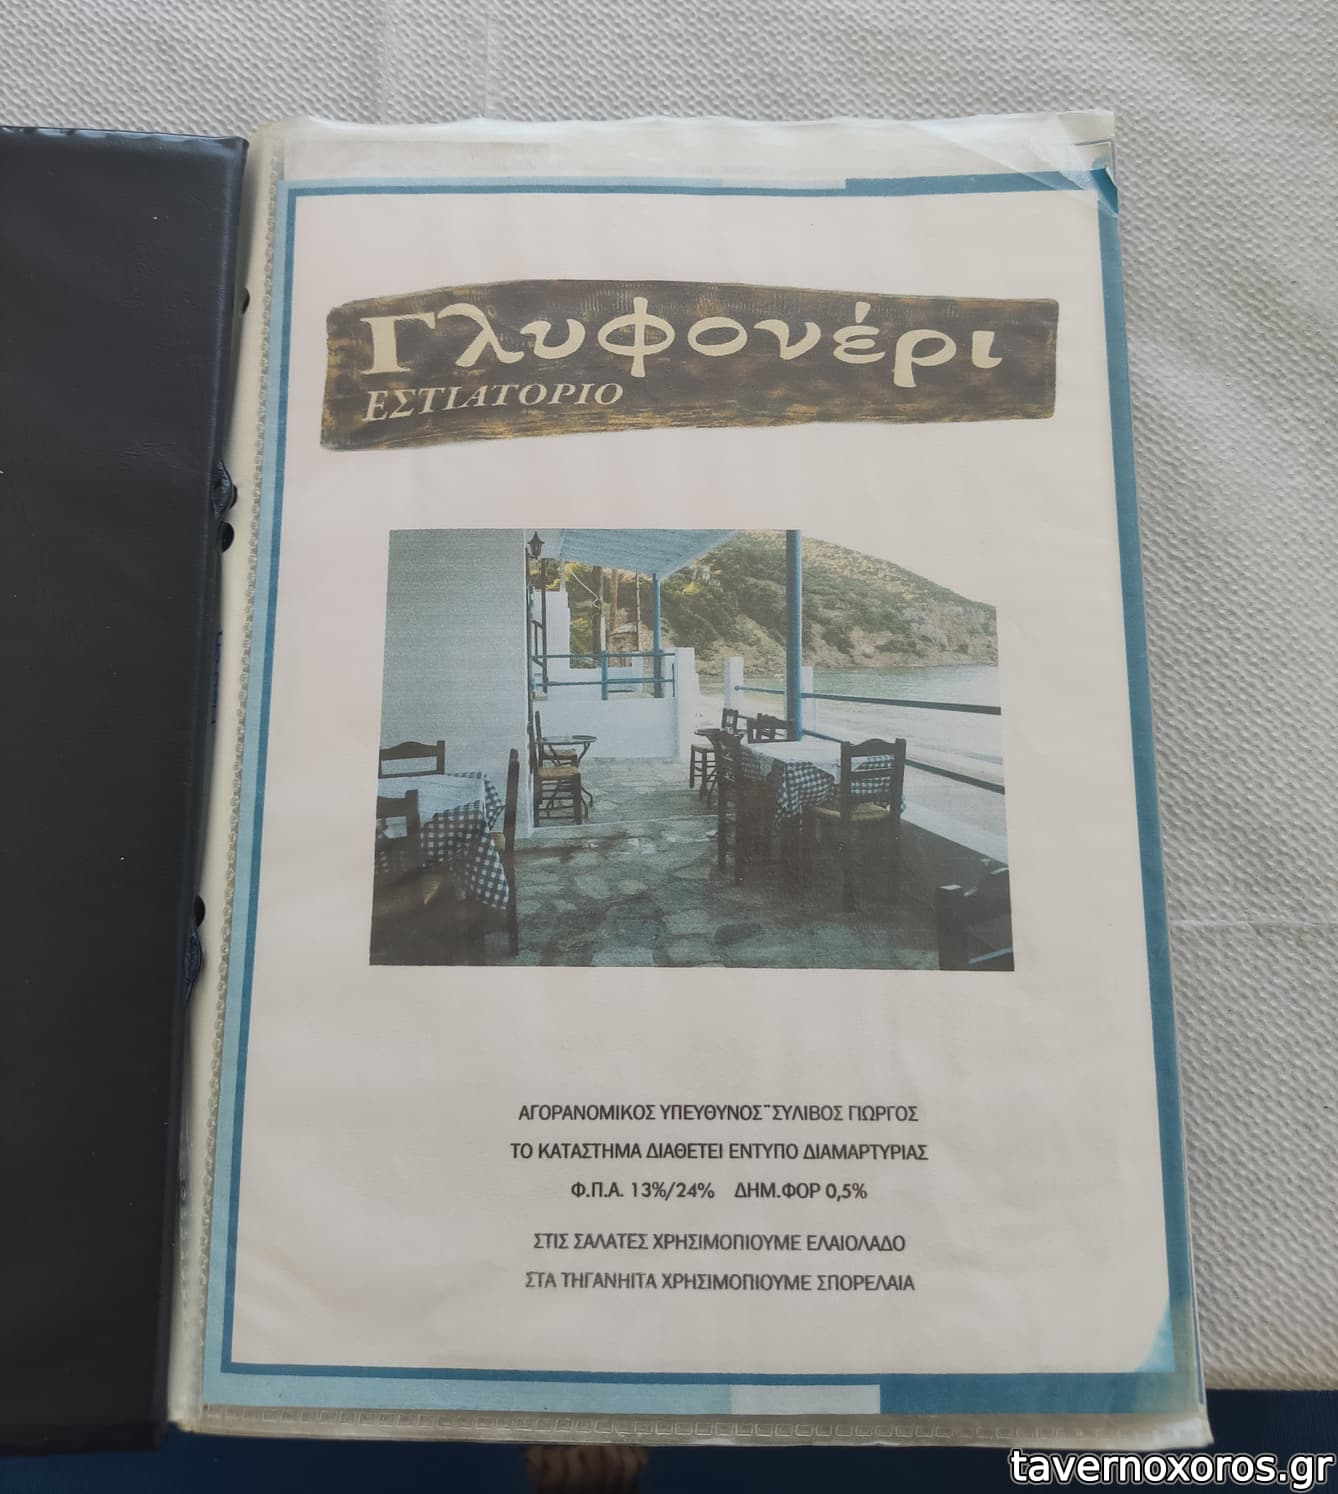 Γλυφονέρι
ΕΣΤΙΑΤΟΡΙΟ
ΑΓΟΡΑΝΟΜΙΚΟΣ ΥΠΕΥΘΥΝΟΣ¨ΣΥΛΙΒΟΣ ΓΙΩΡΓΟΣ
ΤΟ ΚΑΤΑΣΤΗΜΑ ΔΙΑΘΕΤΕΙ ΕΝΤΥΠΟ ΔΙΑΜΑΡΤΥΡΙΑΣ
Φ.Π.Α. 13%/24% ΔΗΜ.ΦΟΡ 0,5%
ΣΤΙΣ ΣΑΛΑΤΕΣ ΧΡΗΣΙΜΟΠΙΟΥΜΕ ΕΛΑΙΟΛΑΔΟ
ΣΤΑ ΤΗΓΑΝΗΤΑ ΧΡΗΣΙΜΟΠΙΟΥΜΕ ΣΠΟΡΕΛΑΙΑ
tavernoxoros.gr